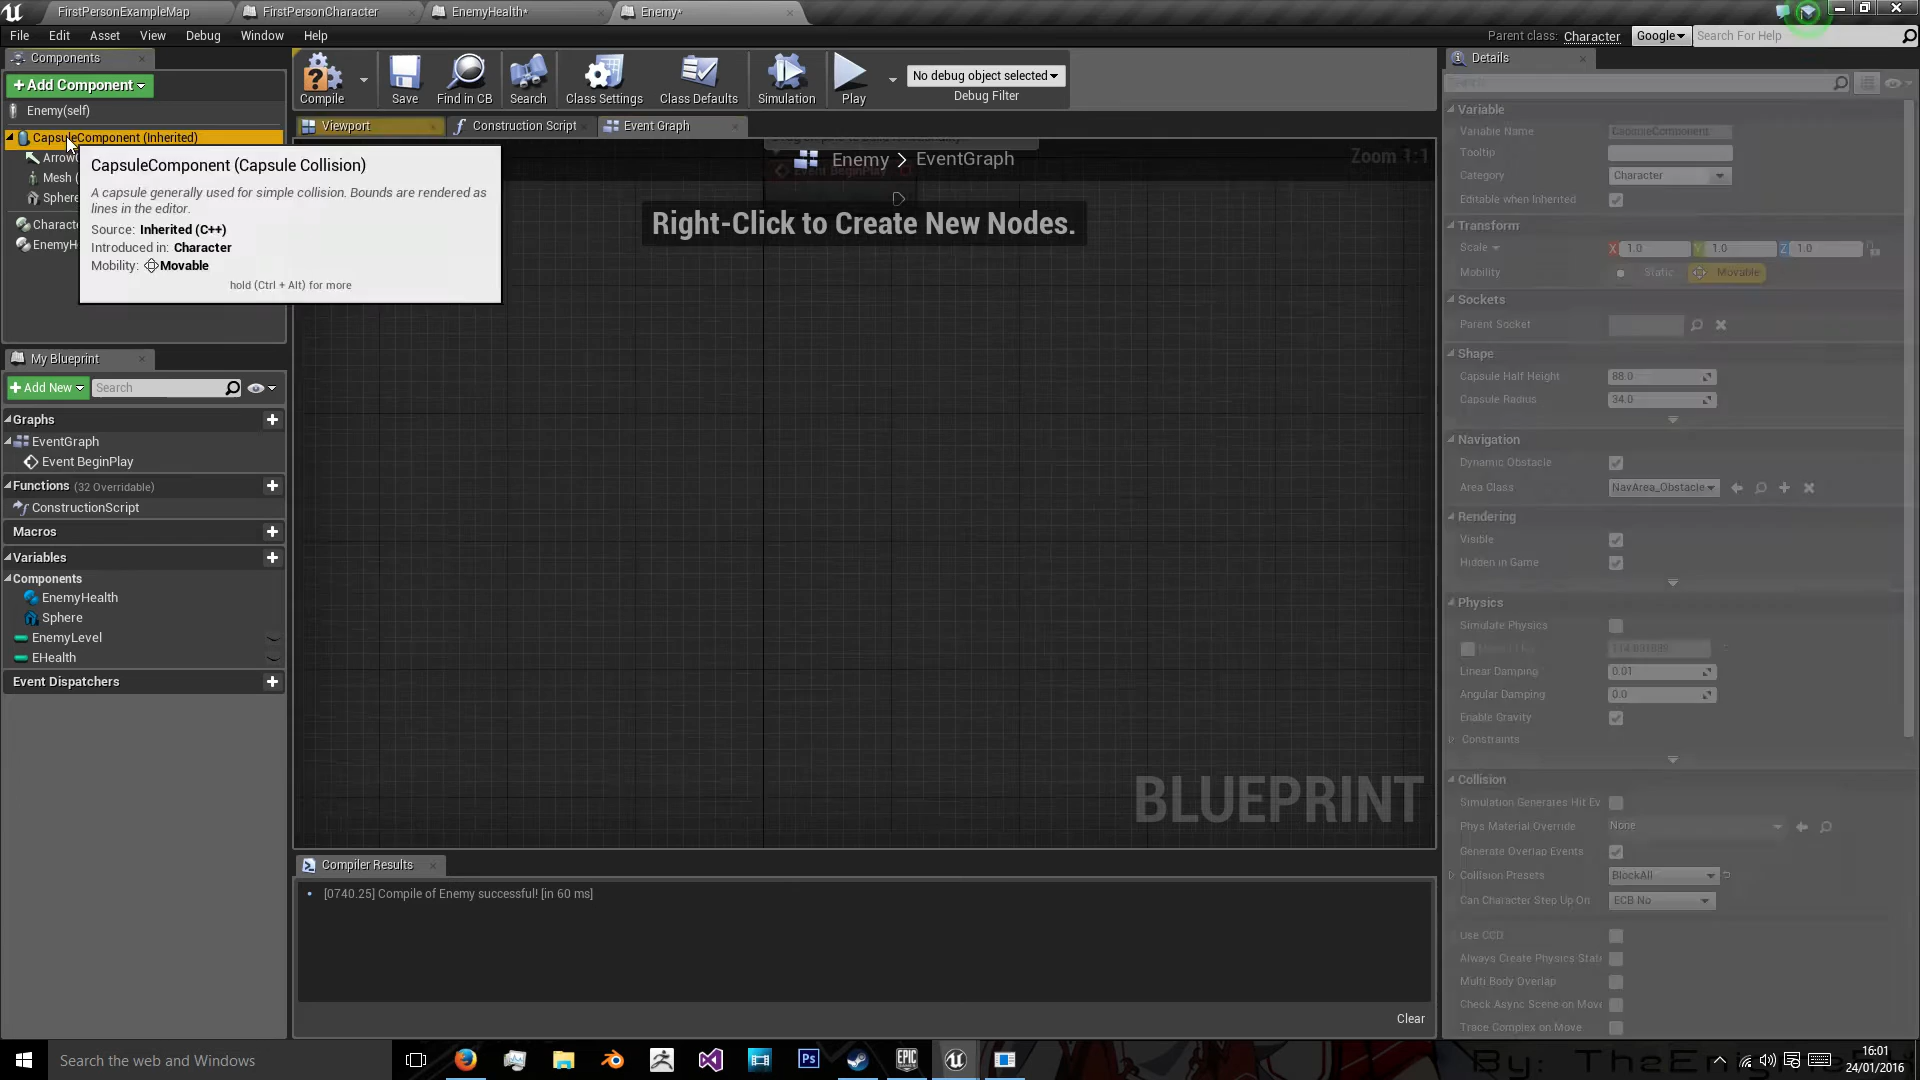 FirstPersonExampleMap
FirstPersonCharacter
EnemyHealth*
Enemy*
File Edit Asset View Debug Window Help
Parent class: Character
Google
Search For Help
Components
+Add Component
Enemy(self)
CapsuleComponent (Inherited)
Mesh (
Sphere
CapsuleComponent (Capsule Collision)
A capsule generally used for simple collision. Bounds are rendered as
lines in the editor.
Source: Inherited (C++)
Introduced in: Character
Mobility: Movable
hold (Ctrl + Alt) for more
Compile
Save
Find in CB
Search
Class Settings
Class Defaults
Simulation
Play
No debug object selected
Debug Filter
Viewport
Construction Script
Event Graph
Enemy > EventGraph
Zoom 1:1
Event BeginPlay
Right-Click to Create New Nodes.
BLUEPRINT
My Blueprint
+Add New
Search
Graphs
EventGraph
Event BeginPlay
Functions (32 Overridable)
ConstructionScript
Macros
Variables
Components
EnemyHealth
Sphere
EnemyLevel
EHealth
Event Dispatchers
Compiler Results
[0740.25] Compile of Enemy successful! [in 60 ms]
Clear
Details
Search
Variable
Variable Name CapsuleComponent
Tooltip
Category Character
Editable when Inherited
Transform
Scale X 1.0 Y 1.0 Z 1.0
Mobility Static Movable
Sockets
Parent Socket
Shape
Capsule Half Height 88.0
Capsule Radius 34.0
Navigation
Dynamic Obstacle
Area Class NavArea_Obstacle
Rendering
Visible
Hidden in Game
Physics
Simulate Physics
Linear Damping 0.01
Angular Damping 0.0
Enable Gravity
Constraints
Collision
Simulation Generates Hit Ev
Phys Material Override None
Generate Overlap Events
Collision Presets BlockAll
Can Character Step Up On ECB No
Use CCD
Always Create Physics State
Multi Body Overlap
Check Async Scene on Move
Trace Complex on Move
Search the web and Windows
Ps
EPIC GAMES
16:01
24/01/2016